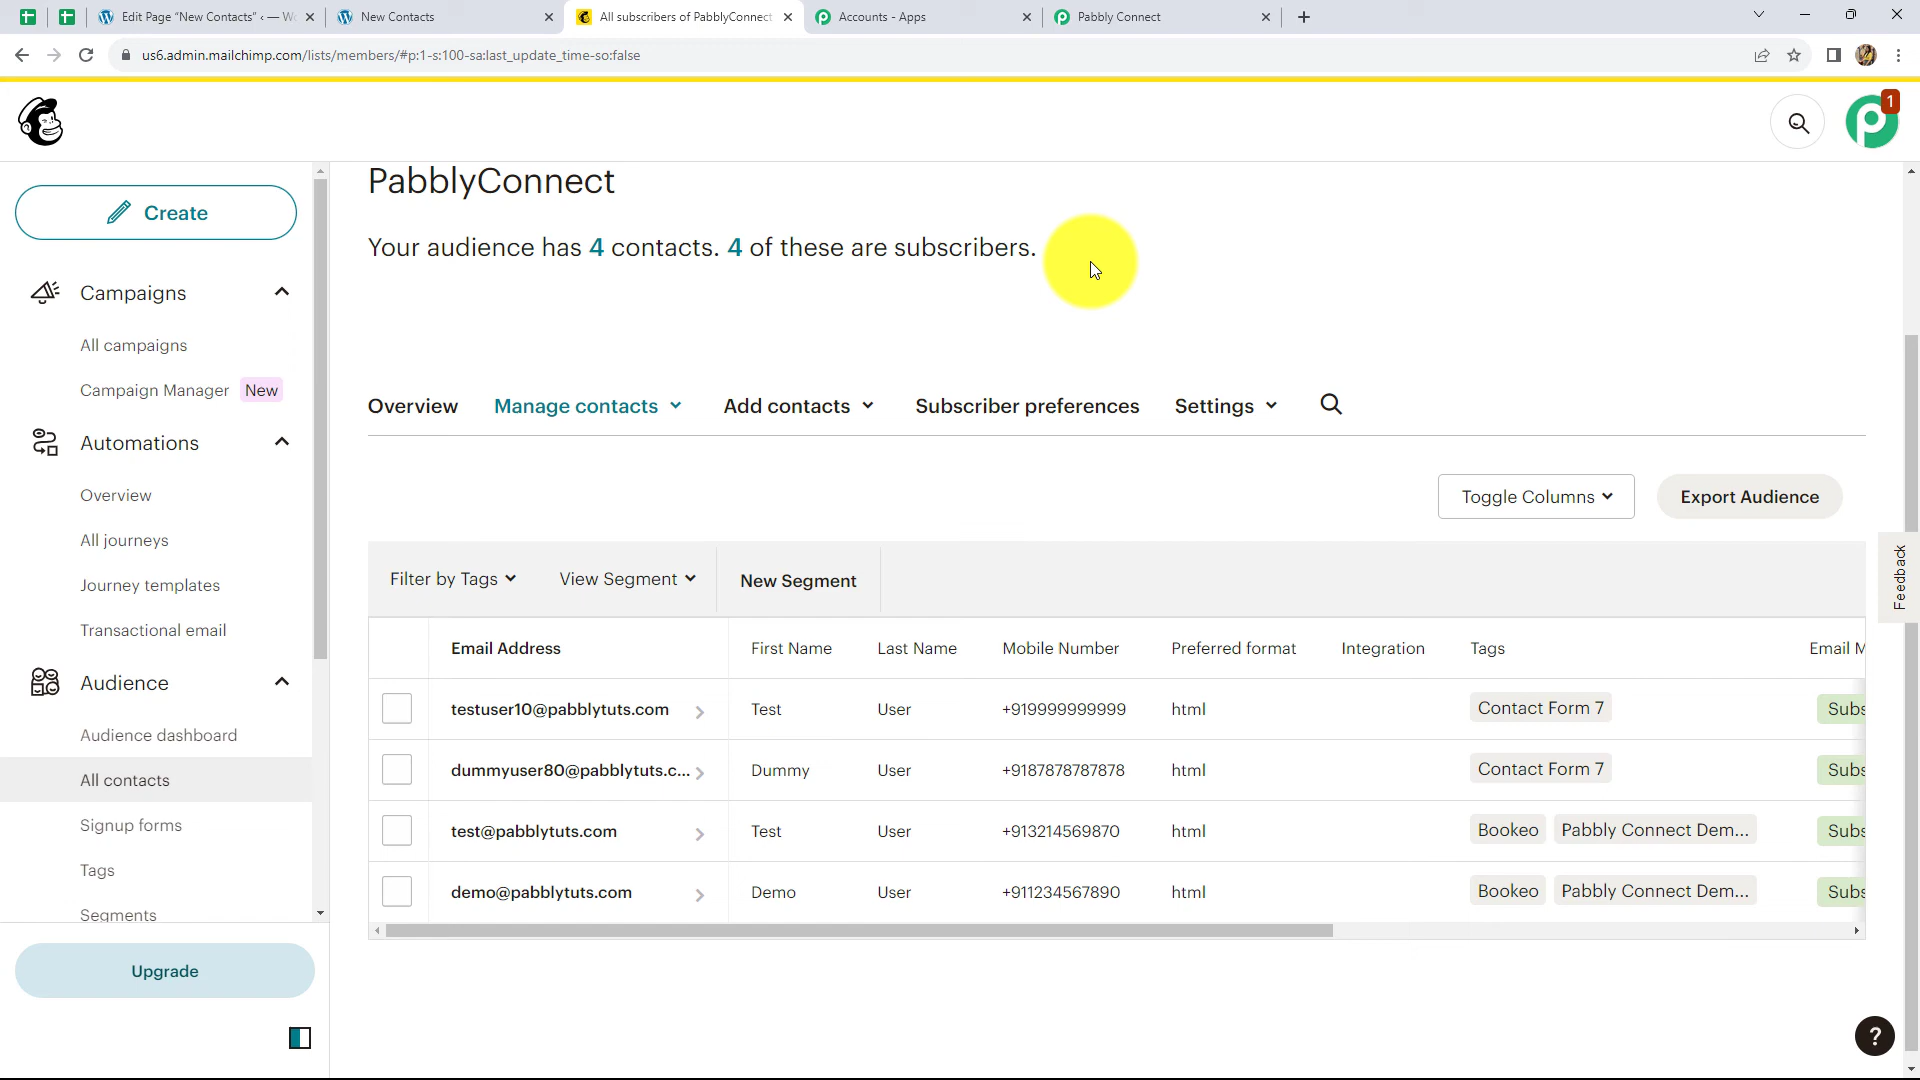 Edit Page “New Contacts” ‹ — W
New Contacts
All subscribers of PabblyConnect
Accounts - Apps
Pabbly Connect
us6.admin.mailchimp.com/lists/members/#p:1-s:100-sa:last_update_time-so:false
1
Create
Campaigns
All campaigns
Campaign Manager New
Automations
Overview
All journeys
Journey templates
Transactional email
Audience
Audience dashboard
All contacts
Signup forms
Tags
Segments
Upgrade
PabblyConnect
Your audience has 4 contacts. 4 of these are subscribers.
Overview Manage contacts Add contacts Subscriber preferences Settings
Toggle Columns Export Audience
Filter by Tags View Segment New Segment
Email Address First Name Last Name Mobile Number Preferred format Integration Tags Email M
testuser10@pabblytuts.com Test User +919999999999 html Contact Form 7 Subs
dummyuser80@pabblytuts.c... Dummy User +9187878787878 html Contact Form 7 Subs
test@pabblytuts.com Test User +913214569870 html Bookeo Pabbly Connect Dem... Subs
demo@pabblytuts.com Demo User +911234567890 html Bookeo Pabbly Connect Dem... Subs
Feedback
?